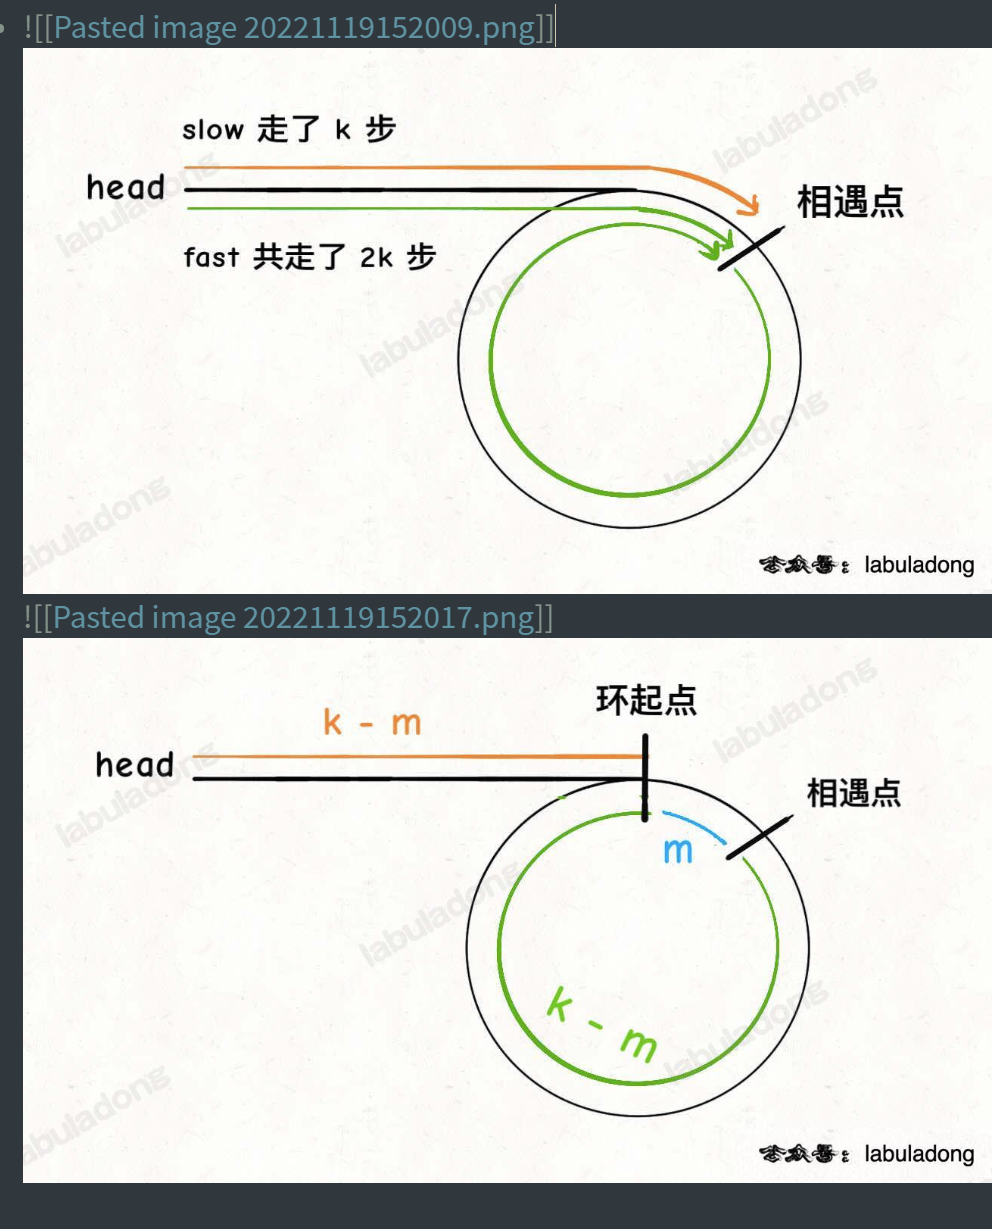 ![[Pasted image 20221119152009.png]]
slow 走了 k 步
head
相遇点
fast 共走了 2k 步
labuladong
labuladong
labuladong
labuladong
labuladong
公众号：labuladong
![[Pasted image 20221119152017.png]]
环起点
k - m
head
相遇点
m
k - m
labuladong
labuladong
labuladong
labuladong
labuladong
公众号：labuladong